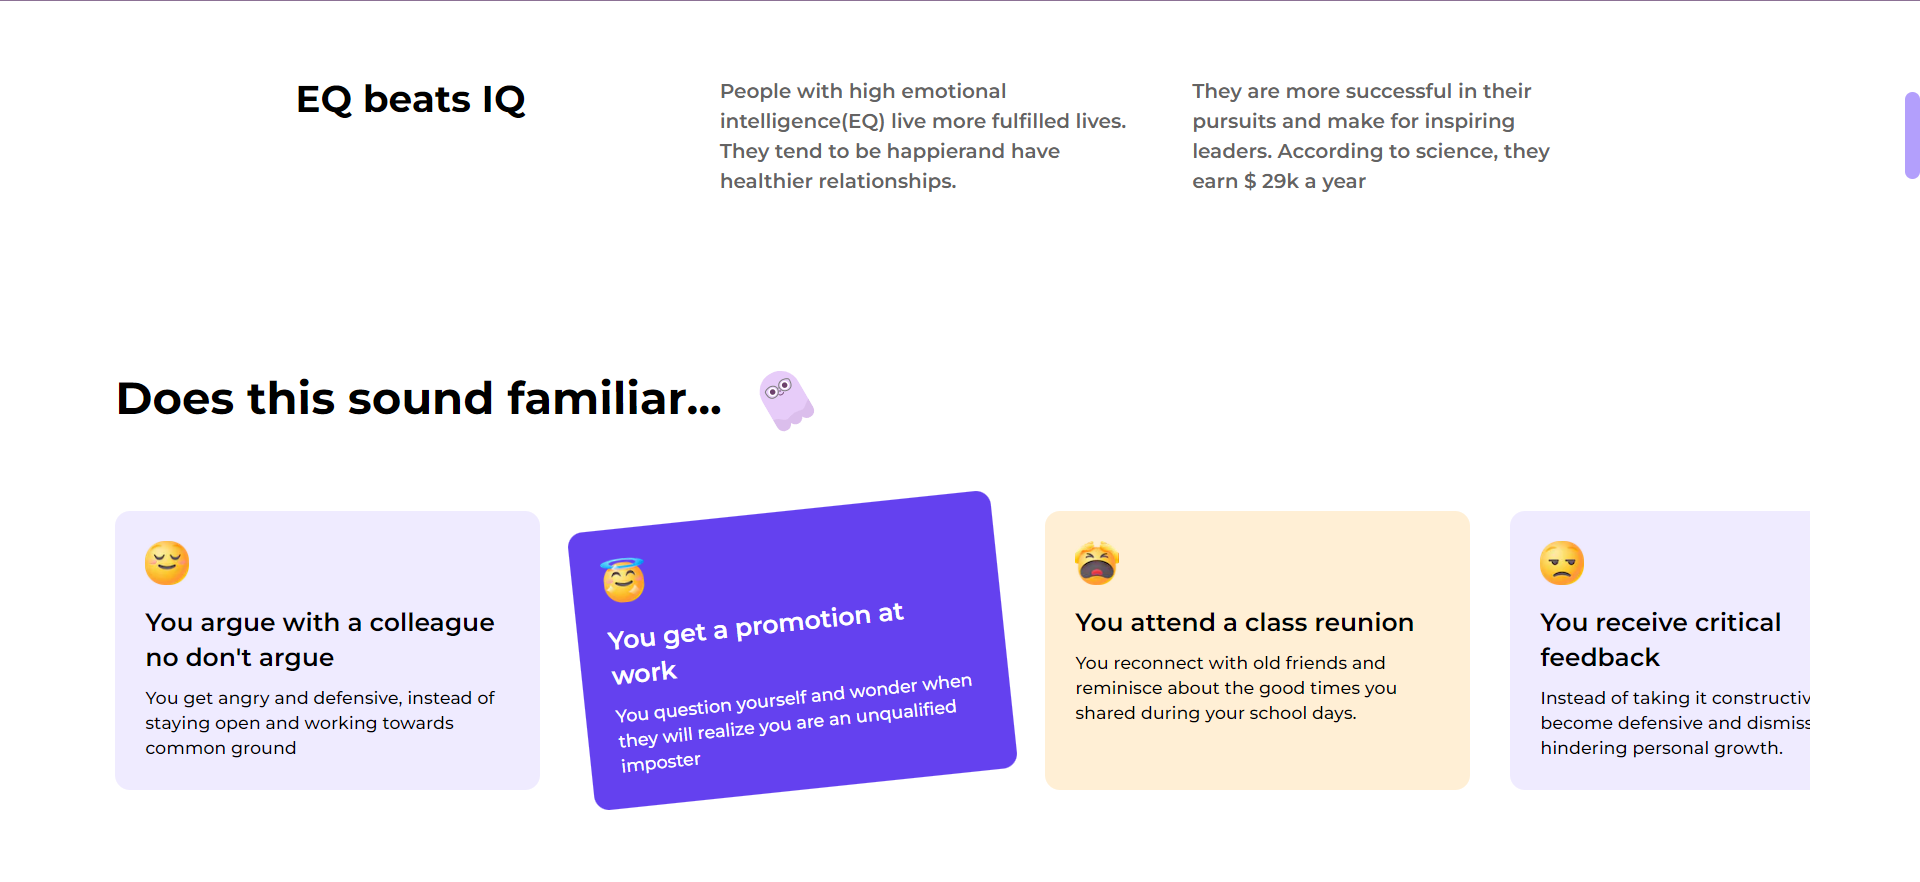 EQ beats IQ
People with high emotional
intelligence(EQ) live more fulfilled lives.
They tend to be happierand have
healthier relationships.
They are more successful in their
pursuits and make for inspiring
leaders. According to science, they
earn $ 29k a year
Does this sound familiar...
You argue with a colleague
no don't argue
You get angry and defensive, instead of
staying open and working towards
common ground
You get a promotion at
work
You question yourself and wonder when
they will realize you are an unqualified
imposter
You attend a class reunion
You reconnect with old friends and
reminisce about the good times you
shared during your school days.
You receive critical
feedback
Instead of taking it constructiv
become defensive and dismiss
hindering personal growth.